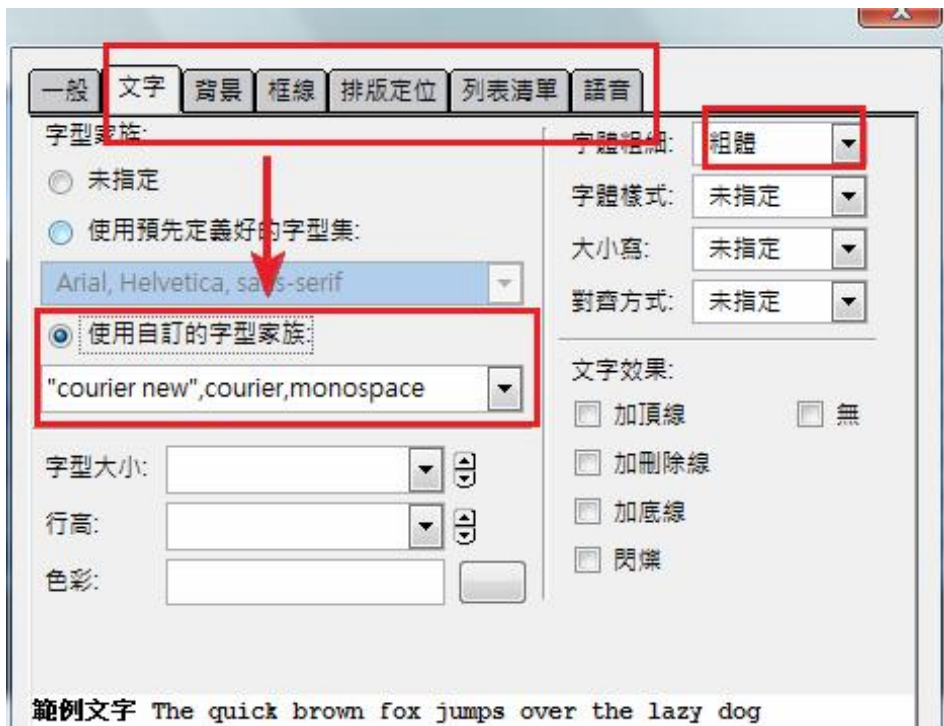 一般 文字 背景 框線 排版定位 列表清單 語音
字型家族:
未指定
使用預先定義好的字型集:
Arial, Helvetica, sans-serif
使用自訂的字型家族:
"courier new",courier,monospace
字型大小:
行高:
色彩:
字體粗細: 粗體
字體樣式: 未指定
大小寫: 未指定
對齊方式: 未指定
文字效果:
加頂線 無
加刪除線
加底線
閃爍
範例文字 The quick brown fox jumps over the lazy dog